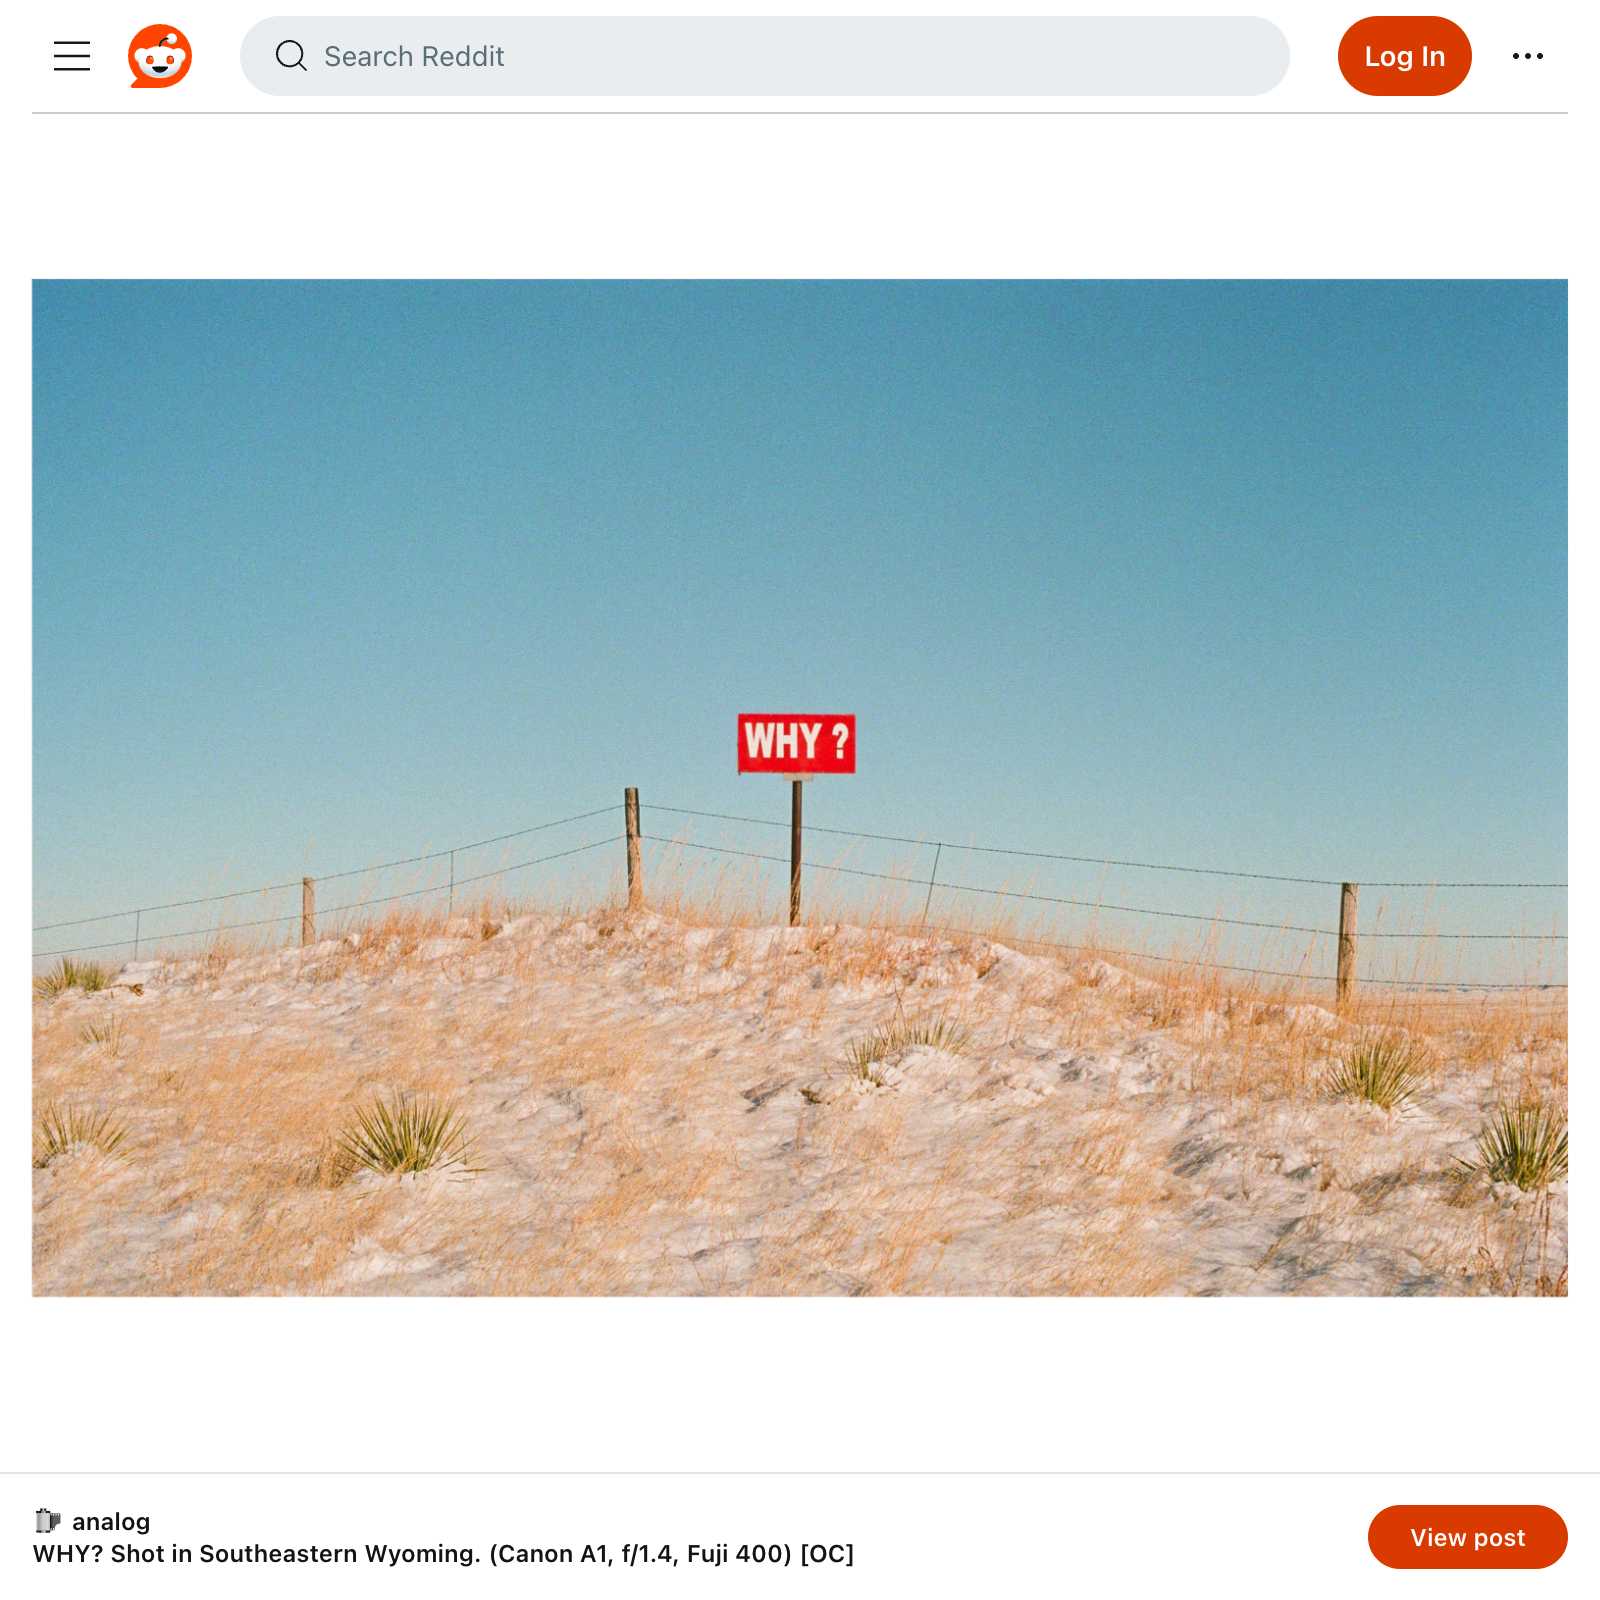 Search Reddit
Log In
WHY ?
analog
WHY? Shot in Southeastern Wyoming. (Canon A1, f/1.4, Fuji 400) [OC]
View post